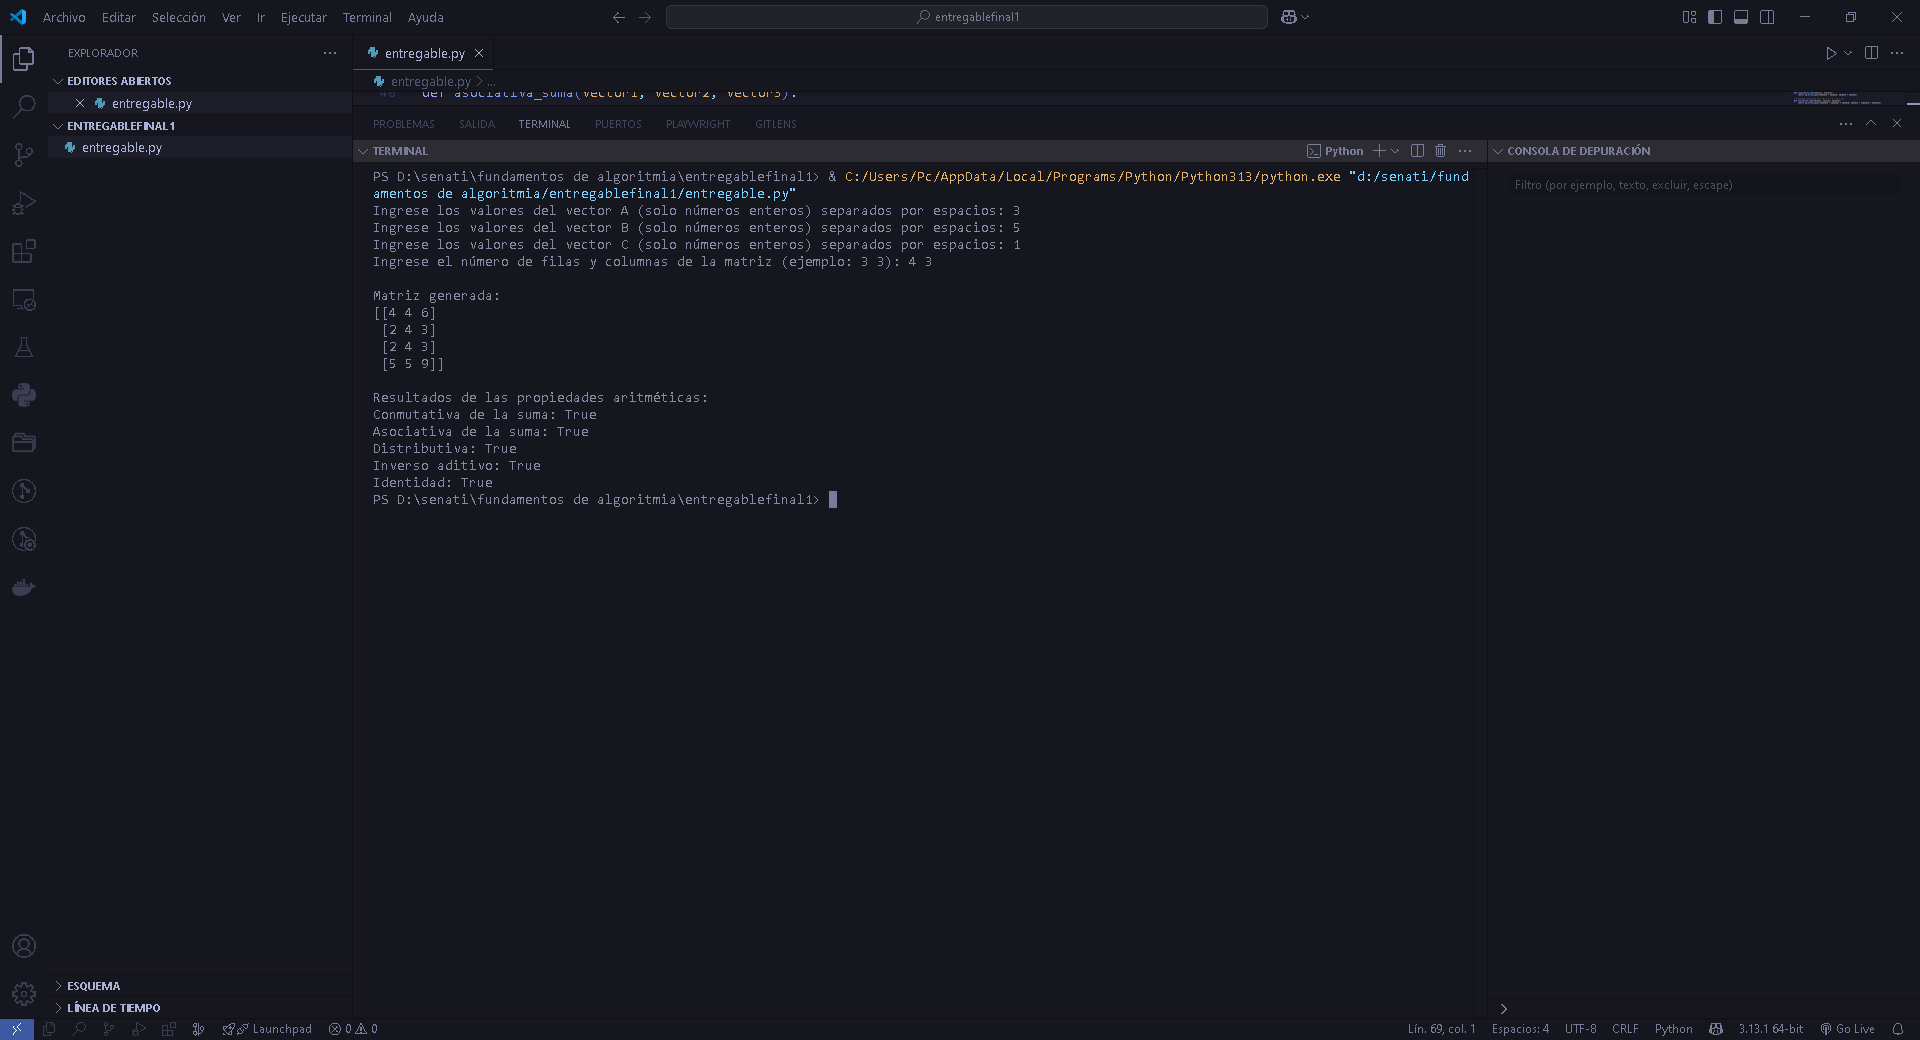 Archivo Editar Selección Ver Ir Ejecutar Terminal Ayuda
entregablefinal1
EXPLORADOR
EDITORES ABIERTOS
entregable.py
ENTREGABLEFINAL1
entregable.py
entregable.py
entregable.py > ...
def asociativa_suma(vector1, vector2, vector3):
PROBLEMAS SALIDA TERMINAL PUERTOS PLAYWRIGHT GITLENS
TERMINAL
Python
CONSOLA DE DEPURACIÓN
Filtro (por ejemplo, texto, excluir, escape)
PS D:\senati\fundamentos de algoritmia\entregablefinal1> & C:/Users/Pc/AppData/Local/Programs/Python/Python313/python.exe "d:/senati/fund
amentos de algoritmia/entregablefinal1/entregable.py"
Ingrese los valores del vector A (solo números enteros) separados por espacios: 3
Ingrese los valores del vector B (solo números enteros) separados por espacios: 5
Ingrese los valores del vector C (solo números enteros) separados por espacios: 1
Ingrese el número de filas y columnas de la matriz (ejemplo: 3 3): 4 3
Matriz generada:
[[4 4 6]
[2 4 3]
[2 4 3]
[5 5 9]]
Resultados de las propiedades aritméticas:
Conmutativa de la suma: True
Asociativa de la suma: True
Distributiva: True
Inverso aditivo: True
Identidad: True
PS D:\senati\fundamentos de algoritmia\entregablefinal1>
ESQUEMA
LÍNEA DE TIEMPO
Launchpad 0 0
Lín. 69, col. 1 Espacios: 4 UTF-8 CRLF Python 3.13.1 64-bit Go Live